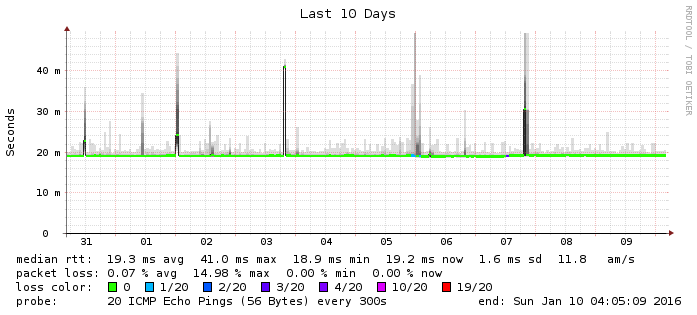 Last 10 Days
RRDTOOL / TOBI OETIKER
Seconds
40 m
30 m
20 m
10 m
0
31 01 02 03 04 05 06 07 08 09
median rtt: 19.3 ms avg 41.0 ms max 18.9 ms min 19.2 ms now 1.6 ms sd 11.8 am/s
packet loss: 0.07 % avg 14.98 % max 0.00 % min 0.00 % now
loss color: 0 1/20 2/20 3/20 4/20 10/20 19/20
probe: 20 ICMP Echo Pings (56 Bytes) every 300s end: Sun Jan 10 04:05:09 2016